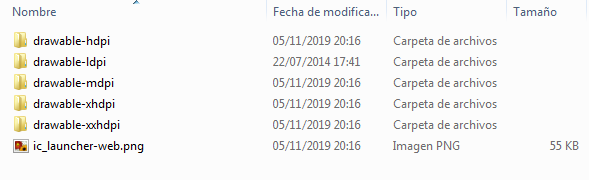 Nombre Fecha de modifica... Tipo Tamaño
drawable-hdpi 05/11/2019 20:16 Carpeta de archivos
drawable-ldpi 22/07/2014 17:41 Carpeta de archivos
drawable-mdpi 05/11/2019 20:16 Carpeta de archivos
drawable-xhdpi 05/11/2019 20:16 Carpeta de archivos
drawable-xxhdpi 05/11/2019 20:16 Carpeta de archivos
ic_launcher-web.png 05/11/2019 20:16 Imagen PNG 55 KB